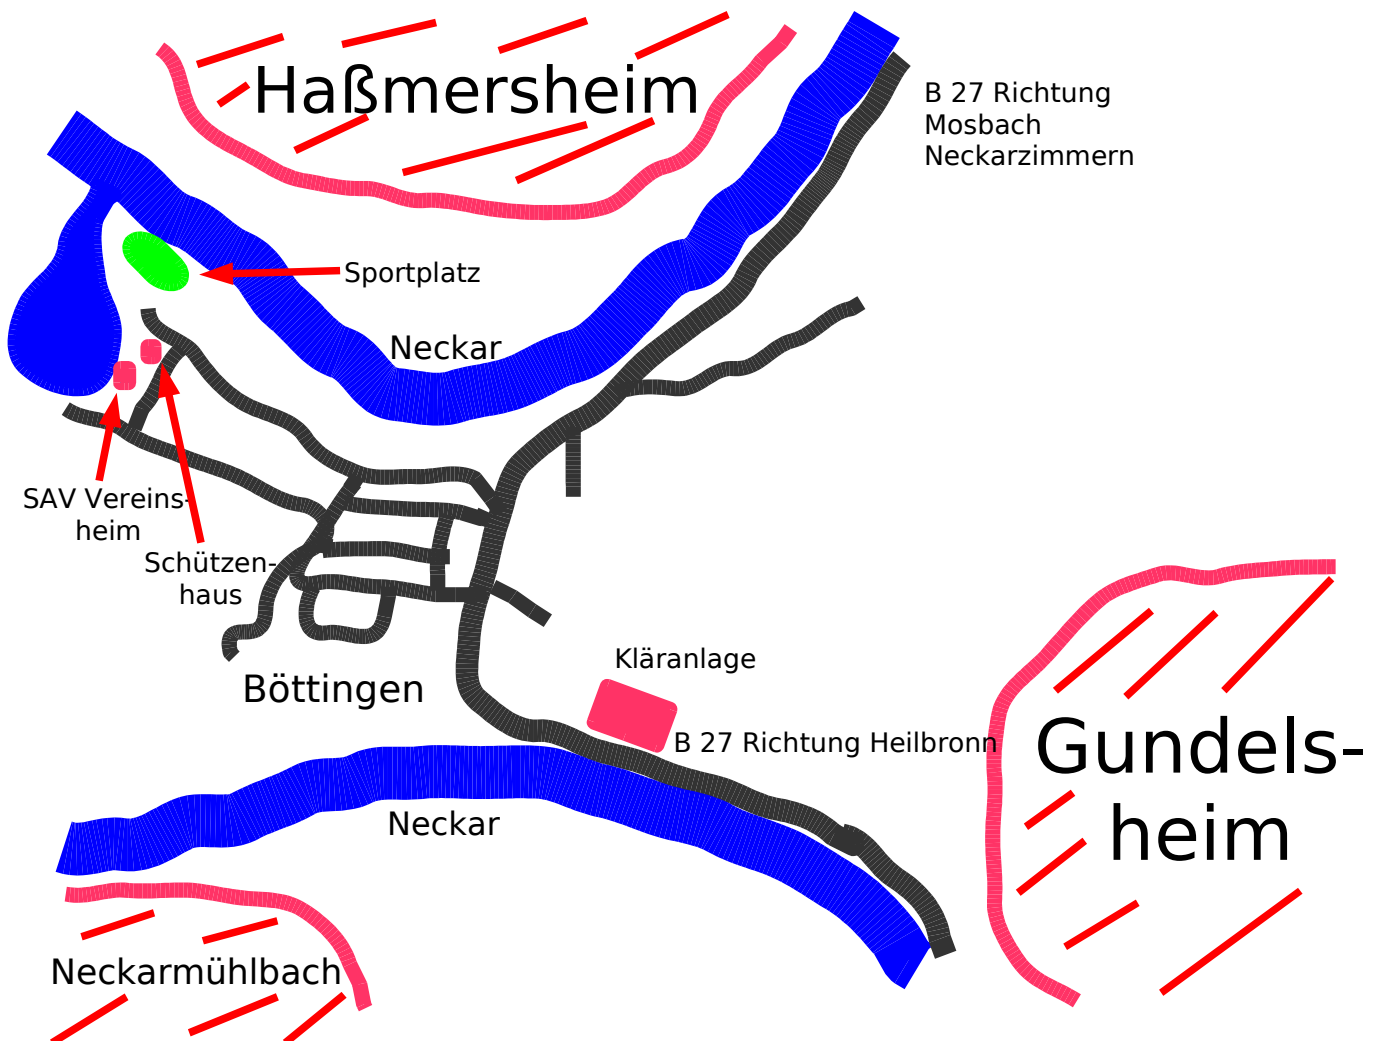 Haßmersheim
B 27 Richtung
Mosbach
Neckarzimmern
Sportplatz
Neckar
SAV Vereins-
heim
Schützen-
haus
Kläranlage
Böttingen
B 27 Richtung Heilbronn
Gundels-
heim
Neckar
Neckarmühlbach